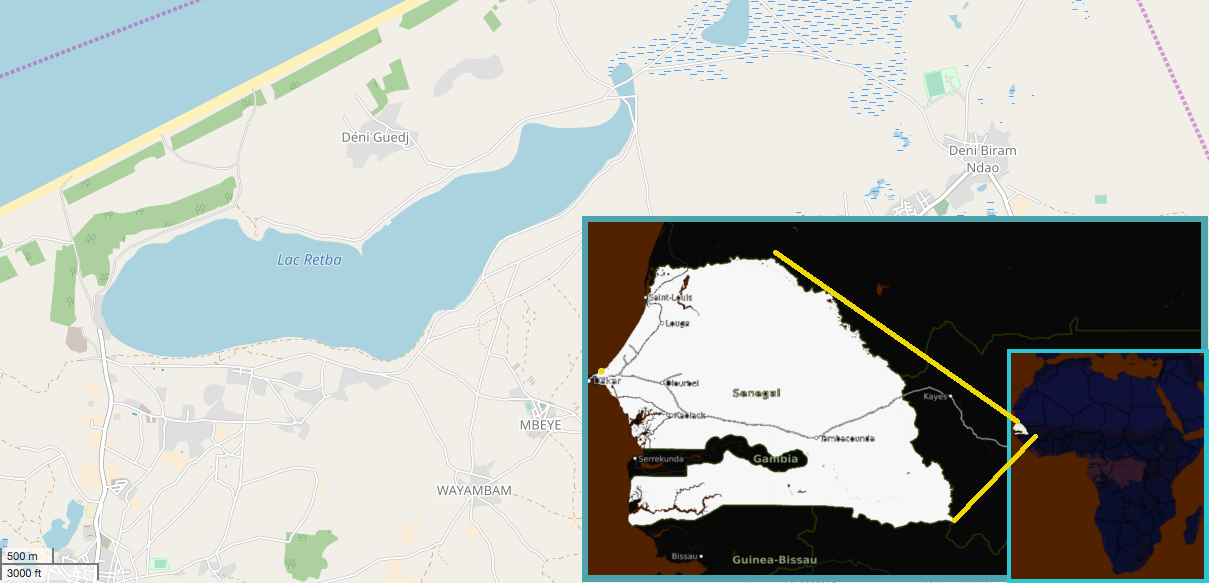 Déni Guedj
Deni Biram
Ndao
Lac Retba
MBEYE
WAYAMBAM
500 m
3000 ft
Saint-Louis
Louga
Dakar
Diourbel
Senegal
Kayes
Kaolack
Tambacounda
Serrekunda
Gambia
Bissau
Guinea-Bissau